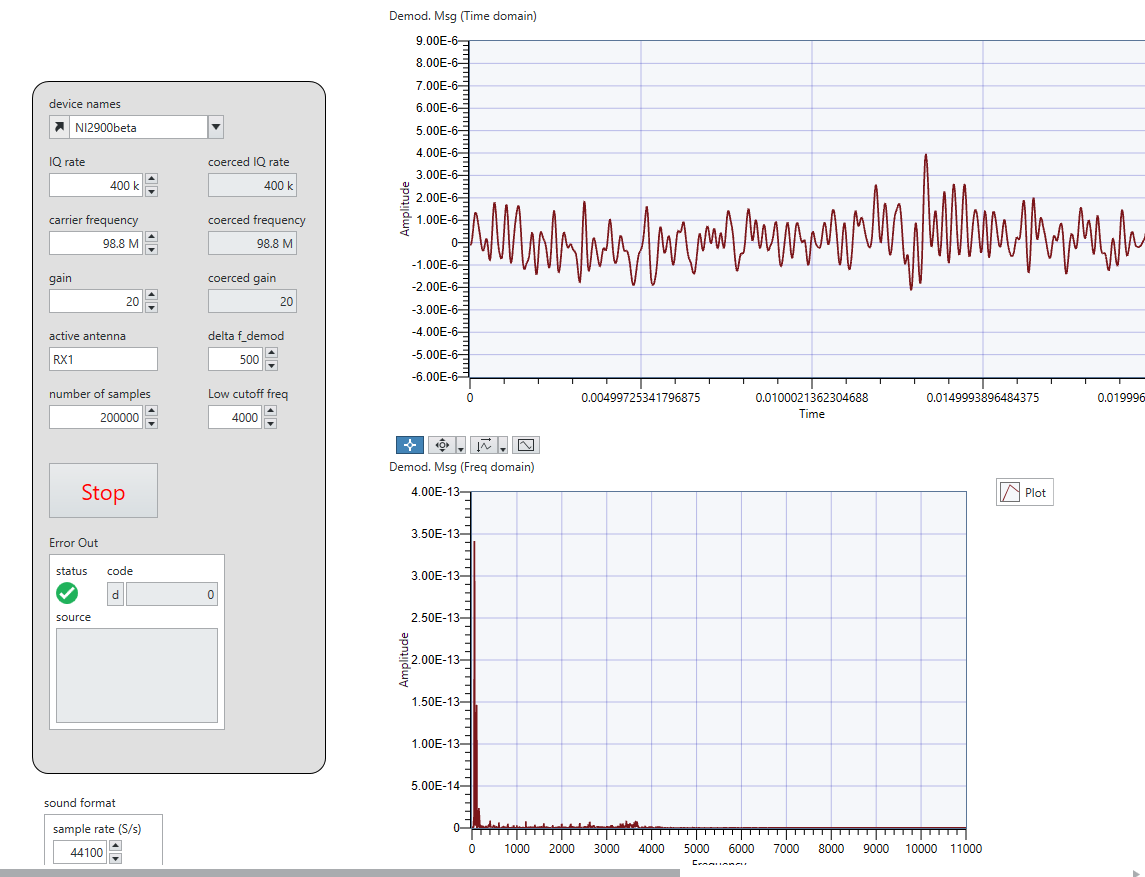 Demod. Msg (Time domain)
9.00E-6
8.00E-6
7.00E-6
6.00E-6
5.00E-6
4.00E-6
3.00E-6
2.00E-6
1.00E-6
0
-1.00E-6
-2.00E-6
-3.00E-6
-4.00E-6
-5.00E-6
-6.00E-6
Amplitude
0 0.00499725341796875 0.0100021362304688 0.0149993896484375 0.019996
Time
device names
NI2900beta
IQ rate coerced IQ rate
400 k 400 k
carrier frequency coerced frequency
98.8 M 98.8 M
gain coerced gain
20 20
active antenna delta f_demod
RX1 500
number of samples Low cutoff freq
200000 4000
Stop
Error Out
status code
d 0
source
Demod. Msg (Freq domain)
4.00E-13
3.50E-13
3.00E-13
2.50E-13
2.00E-13
1.50E-13
1.00E-13
5.00E-14
0
Amplitude
0 1000 2000 3000 4000 5000 6000 7000 8000 9000 10000 11000
Frequency
Plot
sound format
sample rate (S/s)
44100